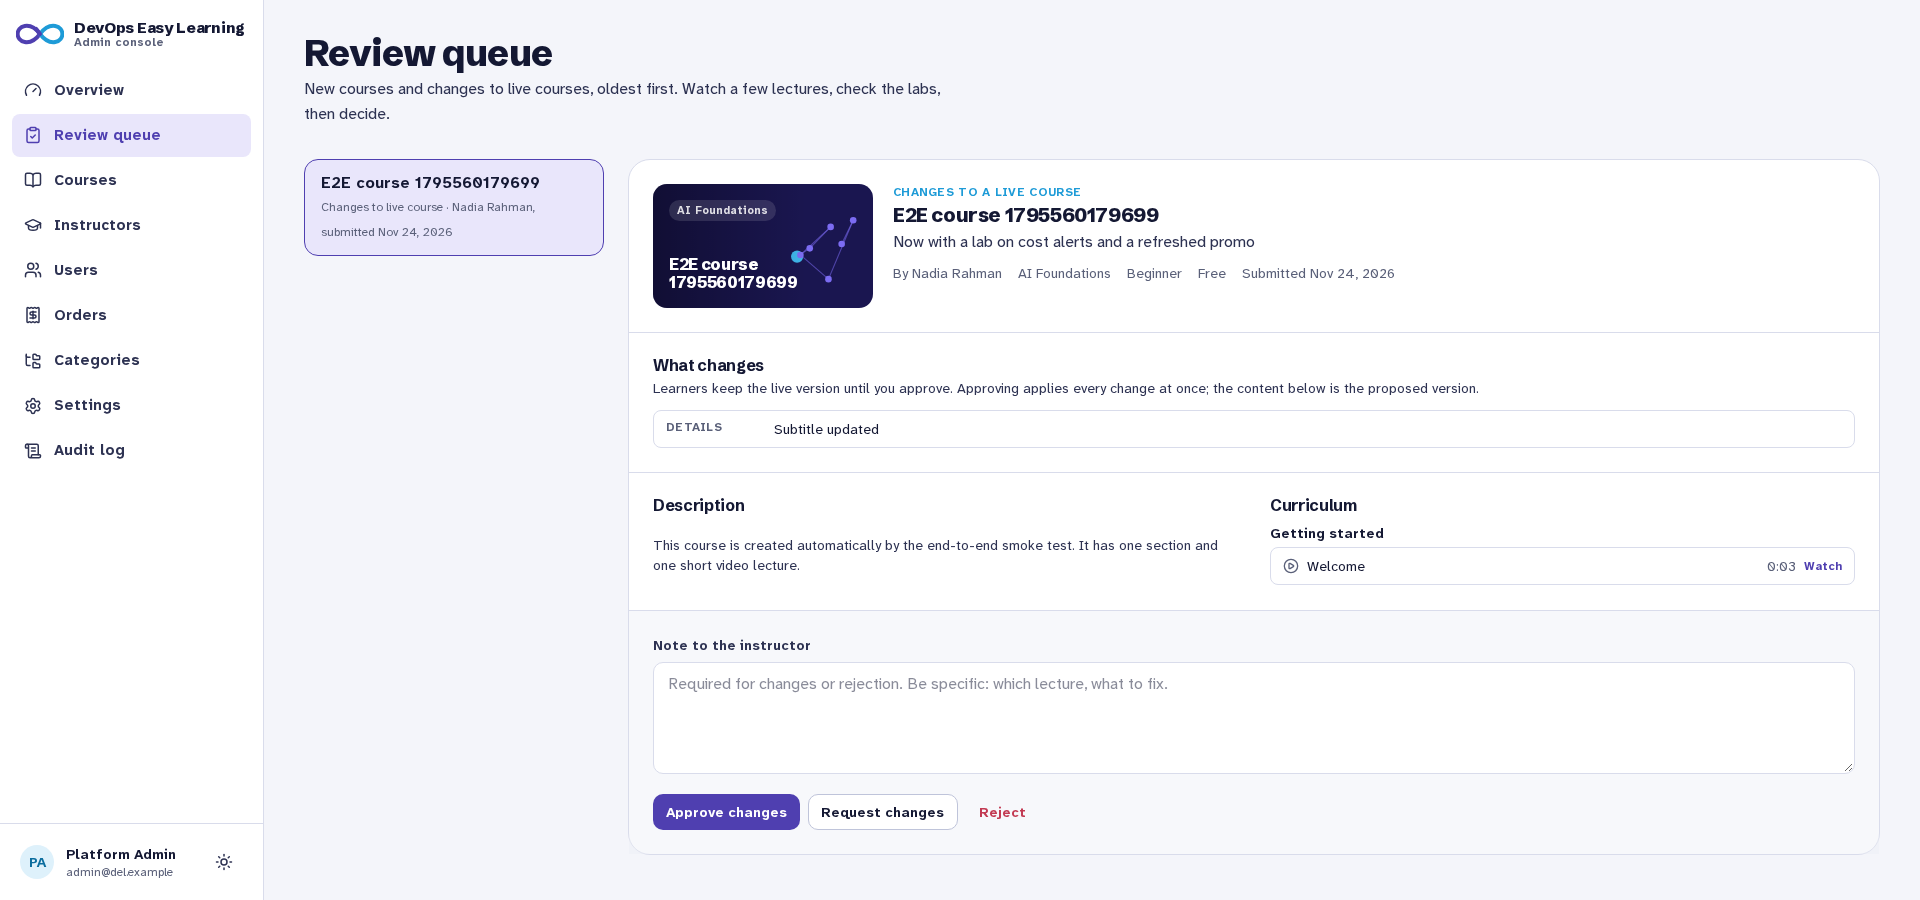 DevOps Easy Learning
Admin console
Overview
Review queue
Courses
Instructors
Users
Orders
Categories
Settings
Audit log
Platform Admin
PA
admin@del.example
Review queue
New courses and changes to live courses, oldest first. Watch a few lectures, check the labs,
then decide.
E2E course 1795560179699
Changes to live course · Nadia Rahman,
submitted Nov 24, 2026
AI Foundations
E2E course
1795560179699
CHANGES TO A LIVE COURSE
E2E course 1795560179699
Now with a lab on cost alerts and a refreshed promo
By Nadia Rahman AI Foundations Beginner Free Submitted Nov 24, 2026
What changes
Learners keep the live version until you approve. Approving applies every change at once; the content below is the proposed version.
DETAILS Subtitle updated
Description
This course is created automatically by the end-to-end smoke test. It has one section and
one short video lecture.
Curriculum
Getting started
Welcome 0:03 Watch
Note to the instructor
Required for changes or rejection. Be specific: which lecture, what to fix.
Approve changes Request changes Reject